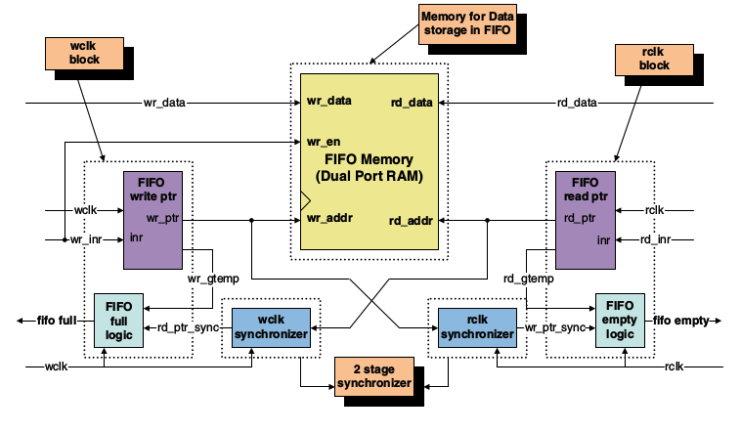 Memory for Data
storage in FIFO
wclk
block
rclk
block
wr_data
wr_data
rd_data
rd_data
wr_en
FIFO Memory
(Dual Port RAM)
FIFO
write ptr
FIFO
read ptr
wclk
wr_ptr
wr_addr
rd_addr
rd_ptr
rclk
wr_inr
inr
inr
rd_inr
wr_gtemp
rd_gtemp
FIFO
full
logic
fifo full
rd_ptr_sync
wclk
synchronizer
rclk
synchronizer
wr_ptr_sync
FIFO
empty
logic
fifo empty
wclk
2 stage
synchronizer
rclk